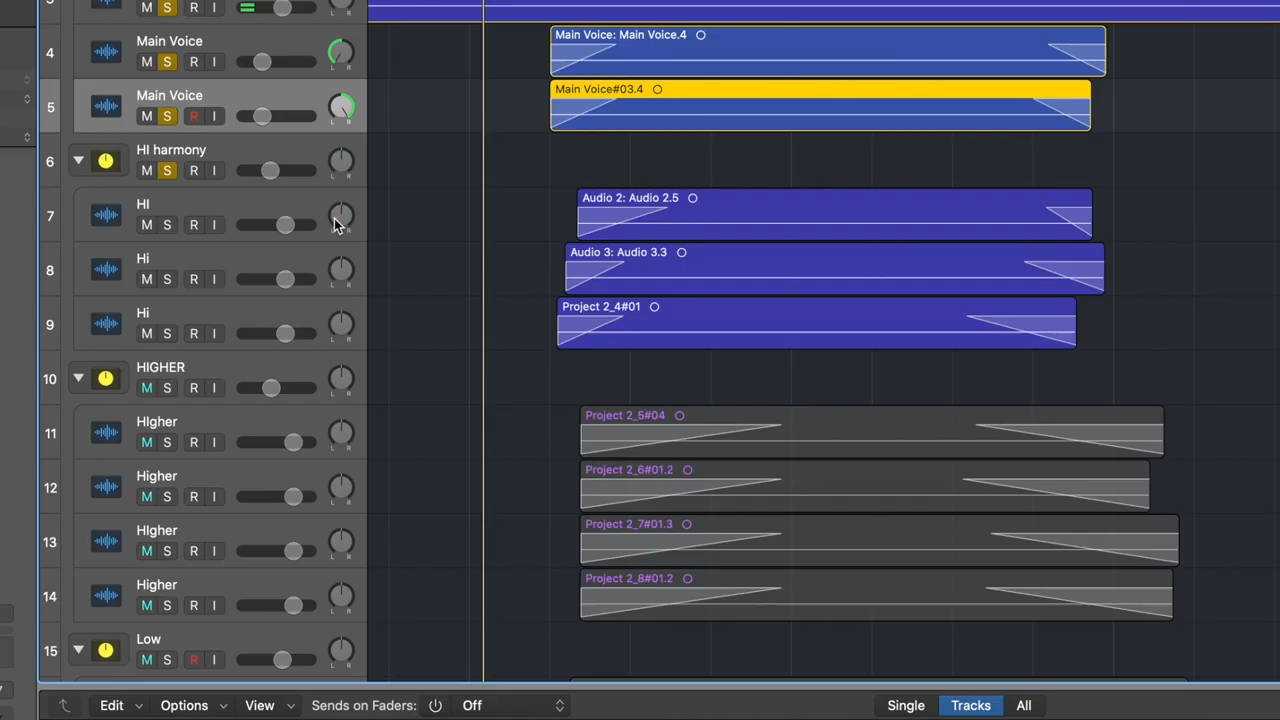 3
M S R I
4
Main Voice
M S R I
L R
Main Voice: Main Voice.4
5
Main Voice
M S R I
L R
Main Voice#03.4
6
HI harmony
M S R I
L R
7
HI
M S R I
Audio 2: Audio 2.5
8
Hi
M S R I
L R
Audio 3: Audio 3.3
9
Hi
M S R I
L R
Project 2_4#01
10
HIGHER
M S R I
L R
11
HIgher
M S R I
L R
Project 2_5#04
12
Higher
M S R I
L R
Project 2_6#01.2
13
HIgher
M S R I
L R
Project 2_7#01.3
14
Higher
M S R I
L R
Project 2_8#01.2
15
Low
M S R I
L R
Edit Options View Sends on Faders: Off Single Tracks All